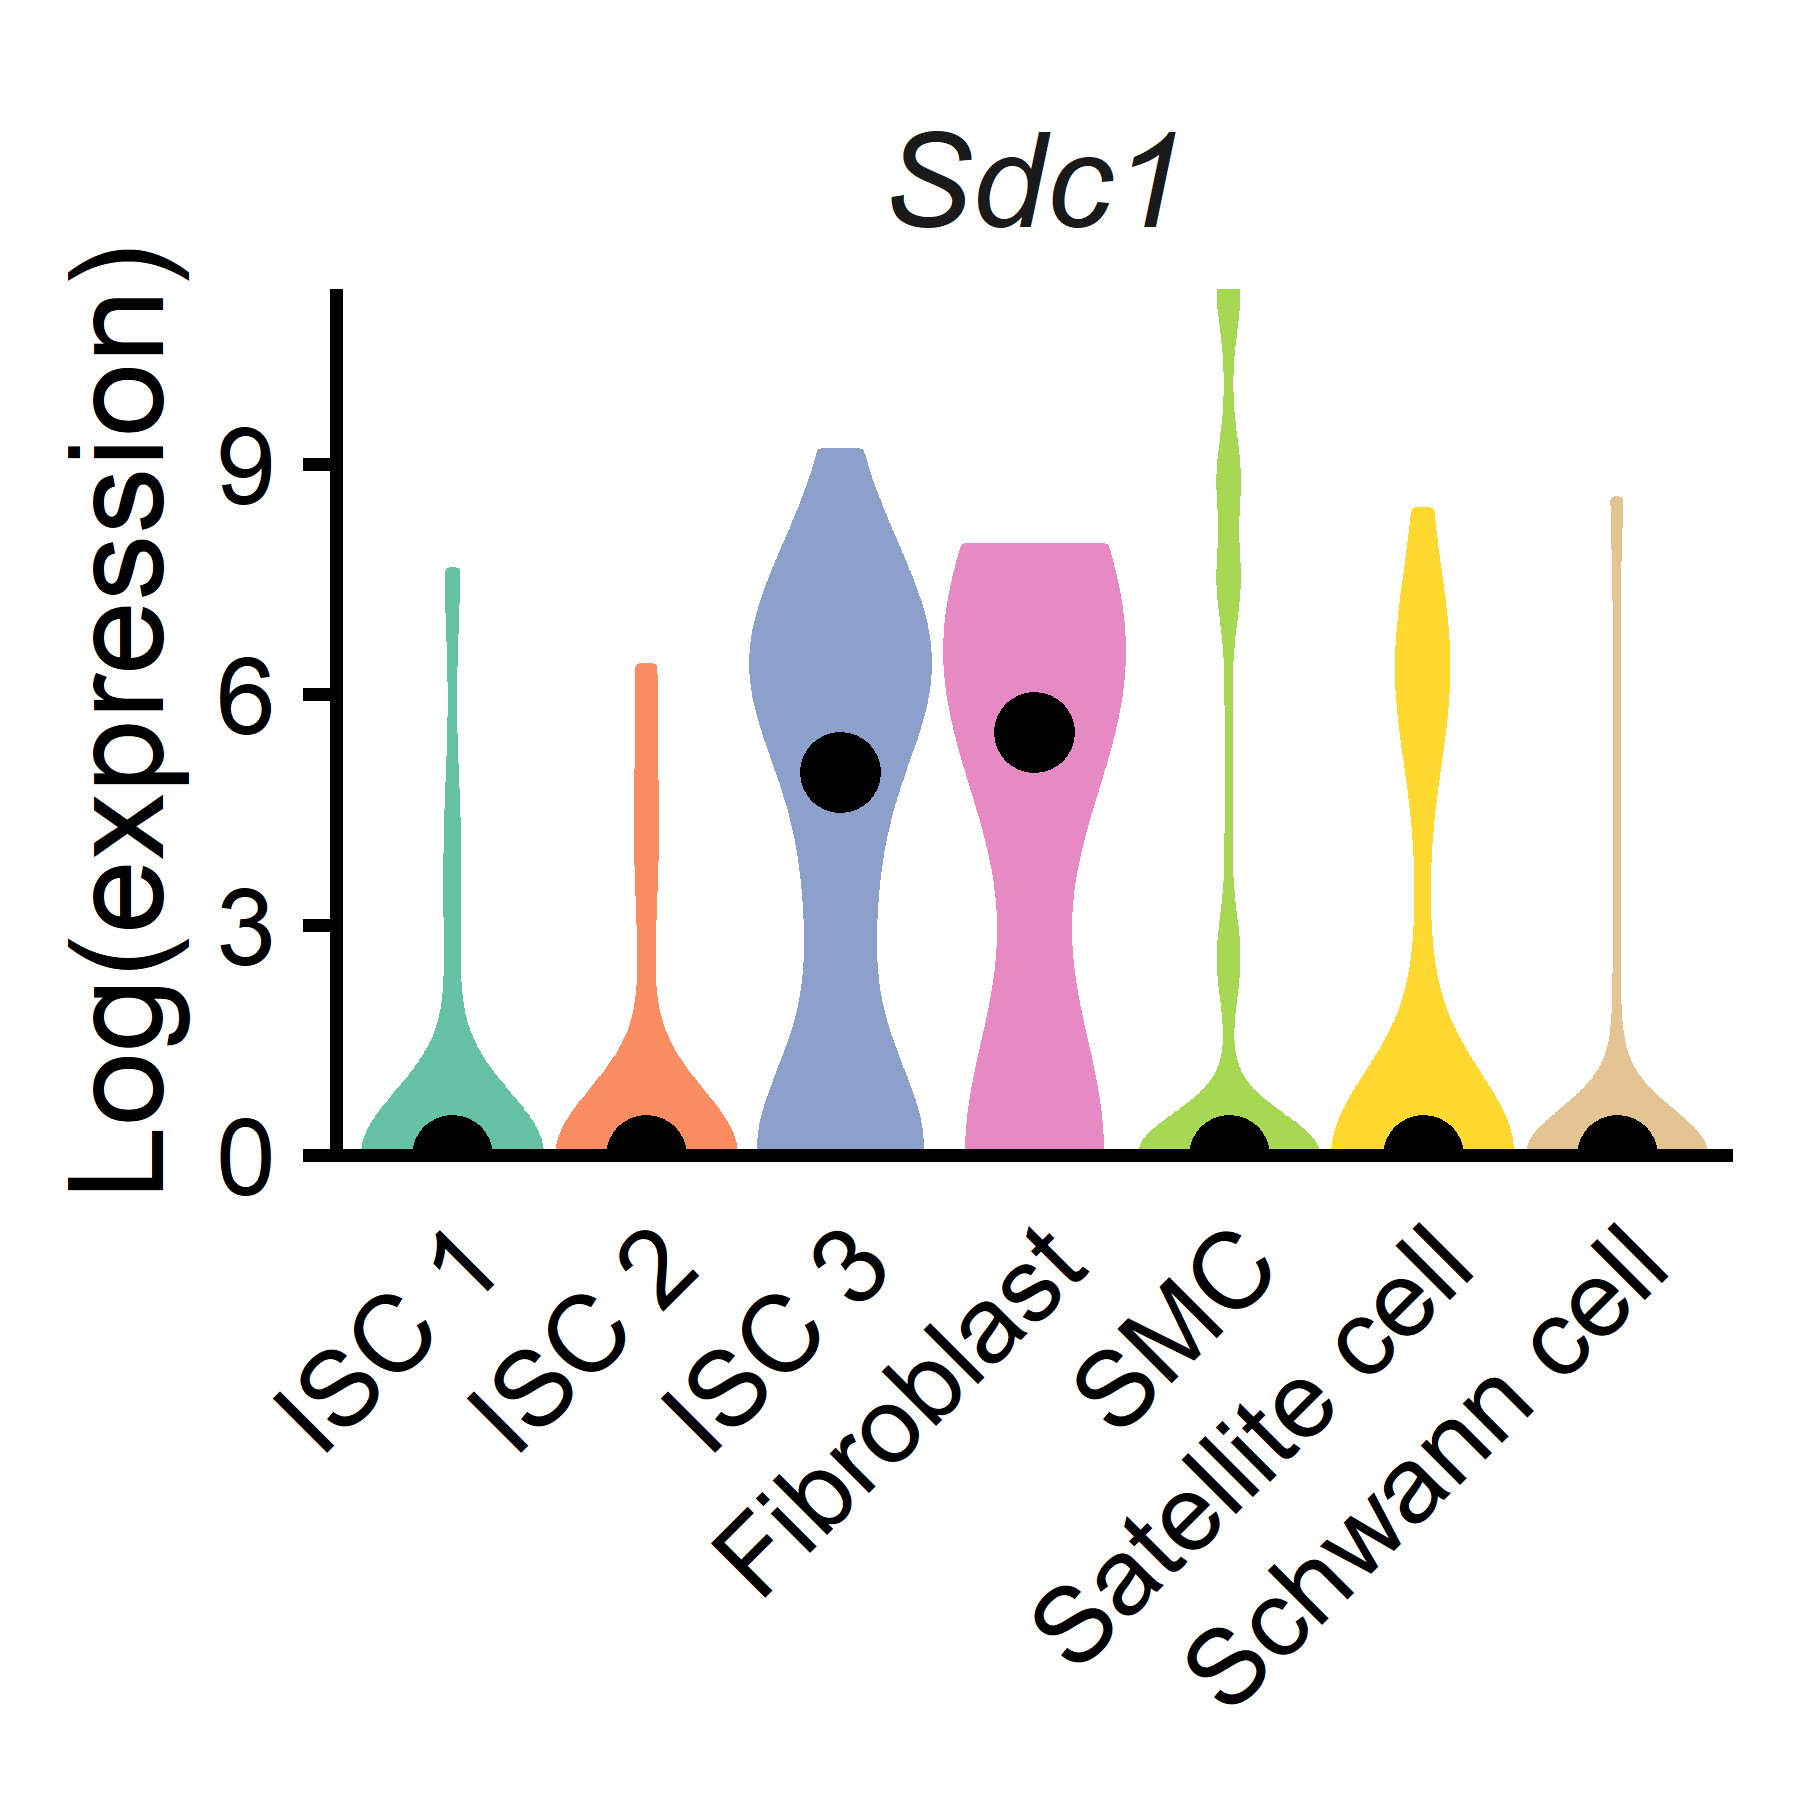 Sdc1
Log(expression)
9
6
3
0
ISC 1
ISC 2
ISC 3
Fibroblast
SMC
Satellite cell
Schwann cell